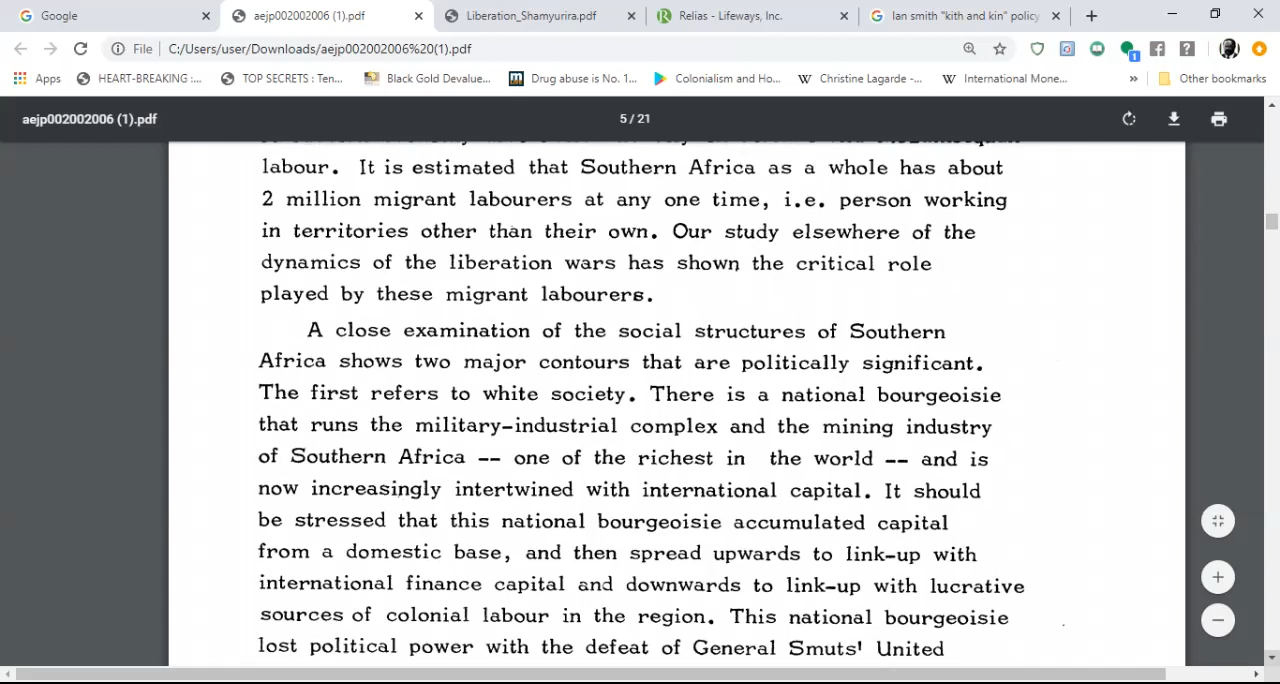 Google
aejp002002006 (1).pdf
Liberation_Shamyurira.pdf
Relias - Lifeways, Inc.
Ian smith "kith and kin" policy
File
C:/Users/user/Downloads/aejp002002006%20(1).pdf
1
Apps
HEART-BREAKING :...
TOP SECRETS : Ten...
Black Gold Devalue...
Drug abuse is No. 1...
Colonialism and Ho...
Christine Lagarde -...
International Mone...
»
Other bookmarks
aejp002002006 (1).pdf
5 / 21
labour. It is estimated that Southern Africa as a whole has about
2 million migrant labourers at any one time, i.e. person working
in territories other than their own. Our study elsewhere of the
dynamics of the liberation wars has shown the critical role
played by these migrant labourers.
A close examination of the social structures of Southern
Africa shows two major contours that are politically significant.
The first refers to white society. There is a national bourgeoisie
that runs the military-industrial complex and the mining industry
of Southern Africa -- one of the richest in the world -- and is
now increasingly intertwined with international capital. It should
be stressed that this national bourgeoisie accumulated capital
from a domestic base, and then spread upwards to link-up with
international finance capital and downwards to link-up with lucrative
sources of colonial labour in the region. This national bourgeoisie
lost political power with the defeat of General Smuts' United